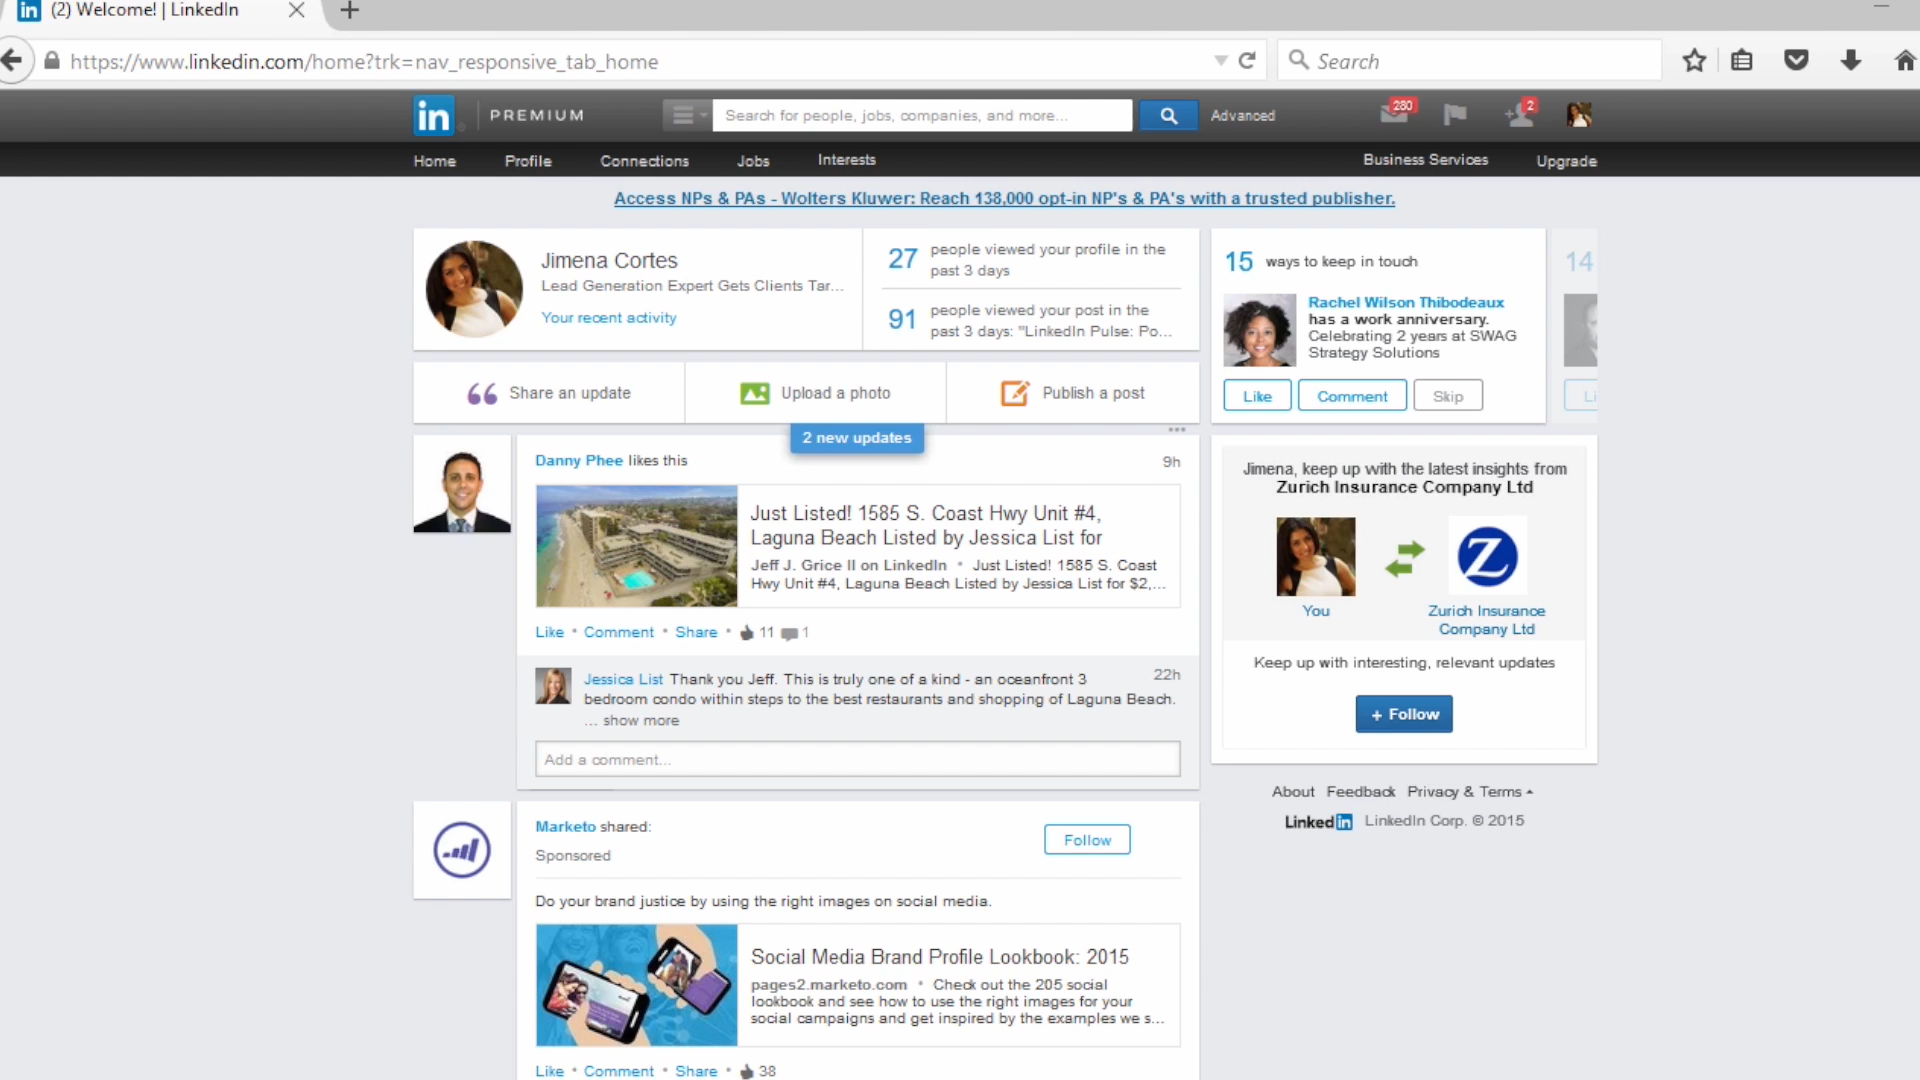 in (2) Welcome! | LinkedIn
https://www.linkedin.com/home?trk=nav_responsive_tab_home
Search
in PREMIUM
Search for people, jobs, companies, and more...
Advanced
280
2
Home Profile Connections Jobs Interests
Business Services Upgrade
Access NPs & PAs - Wolters Kluwer: Reach 138,000 opt-in NP's & PA's with a trusted publisher.
Jimena Cortes
Lead Generation Expert Gets Clients Tar...
Your recent activity
27 people viewed your profile in the
past 3 days
91 people viewed your post in the
past 3 days: "LinkedIn Pulse: Po...
15 ways to keep in touch
Rachel Wilson Thibodeaux
has a work anniversary.
Celebrating 2 years at SWAG
Strategy Solutions
Like Comment Skip
14
Li
Share an update
Upload a photo
Publish a post
2 new updates
Danny Phee likes this
9h
Just Listed! 1585 S. Coast Hwy Unit #4,
Laguna Beach Listed by Jessica List for
Jeff J. Grice II on LinkedIn • Just Listed! 1585 S. Coast
Hwy Unit #4, Laguna Beach Listed by Jessica List for $2,...
Like • Comment • Share • 11 1
Jessica List Thank you Jeff. This is truly one of a kind - an oceanfront 3
22h
bedroom condo within steps to the best restaurants and shopping of Laguna Beach.
... show more
Add a comment...
Jimena, keep up with the latest insights from
Zurich Insurance Company Ltd
Z
You
Zurich Insurance
Company Ltd
Keep up with interesting, relevant updates
+ Follow
About Feedback Privacy & Terms
Linked in LinkedIn Corp. © 2015
Marketo shared:
Sponsored
Follow
Do your brand justice by using the right images on social media.
Social Media Brand Profile Lookbook: 2015
pages2.marketo.com • Check out the 205 social
lookbook and see how to use the right images for your
social campaigns and get inspired by the examples we s...
Like • Comment • Share • 38